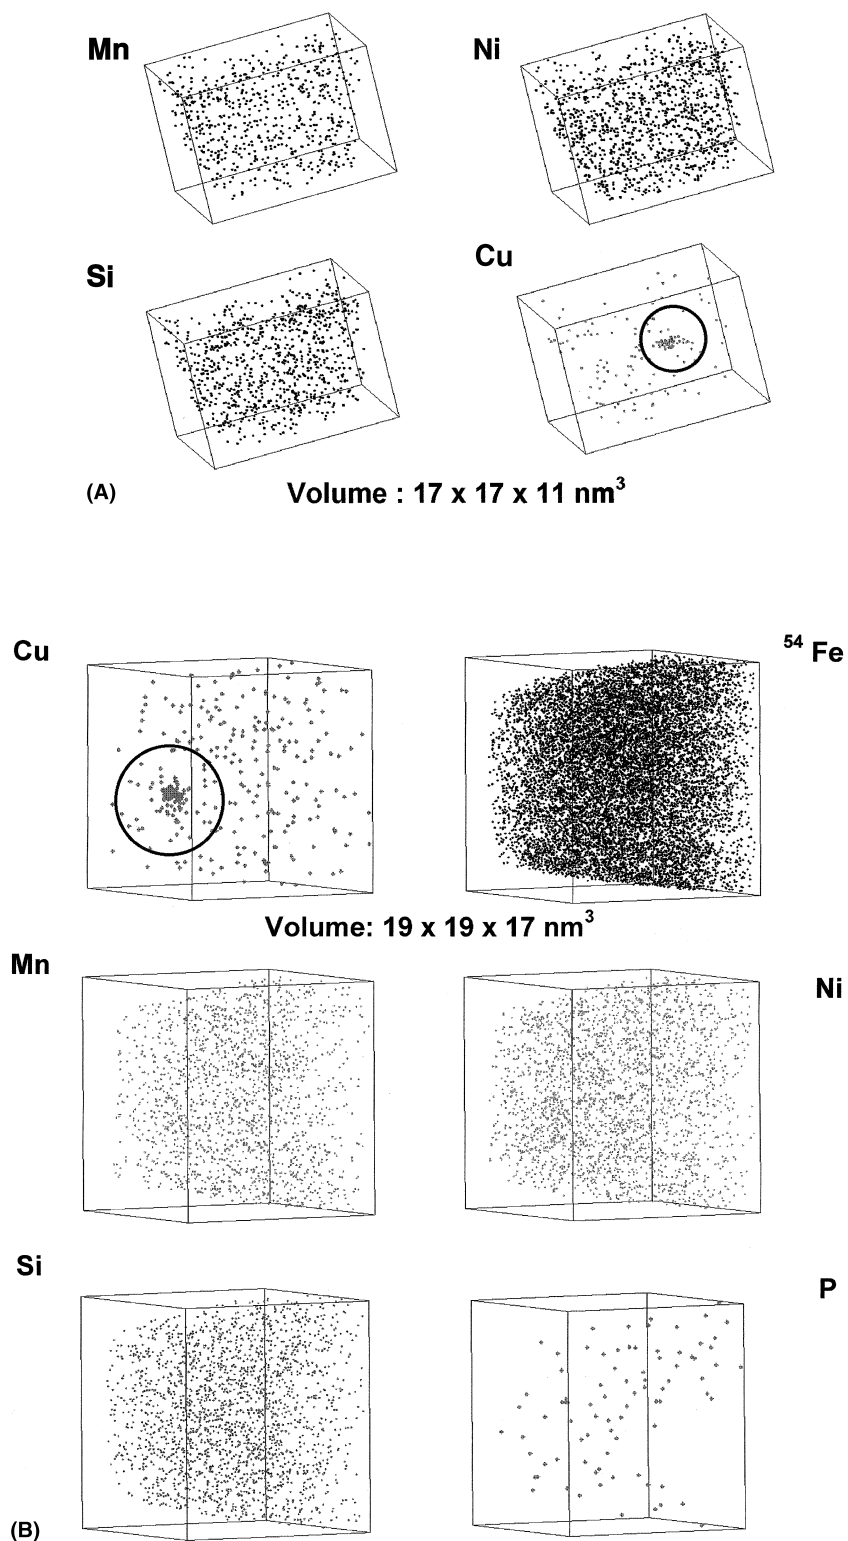 Mn
Ni
Si
Cu
(A)
Volume : 17 x 17 x 11 nm³
Cu
⁵⁴ Fe
Volume: 19 x 19 x 17 nm³
Mn
Ni
Si
P
(B)